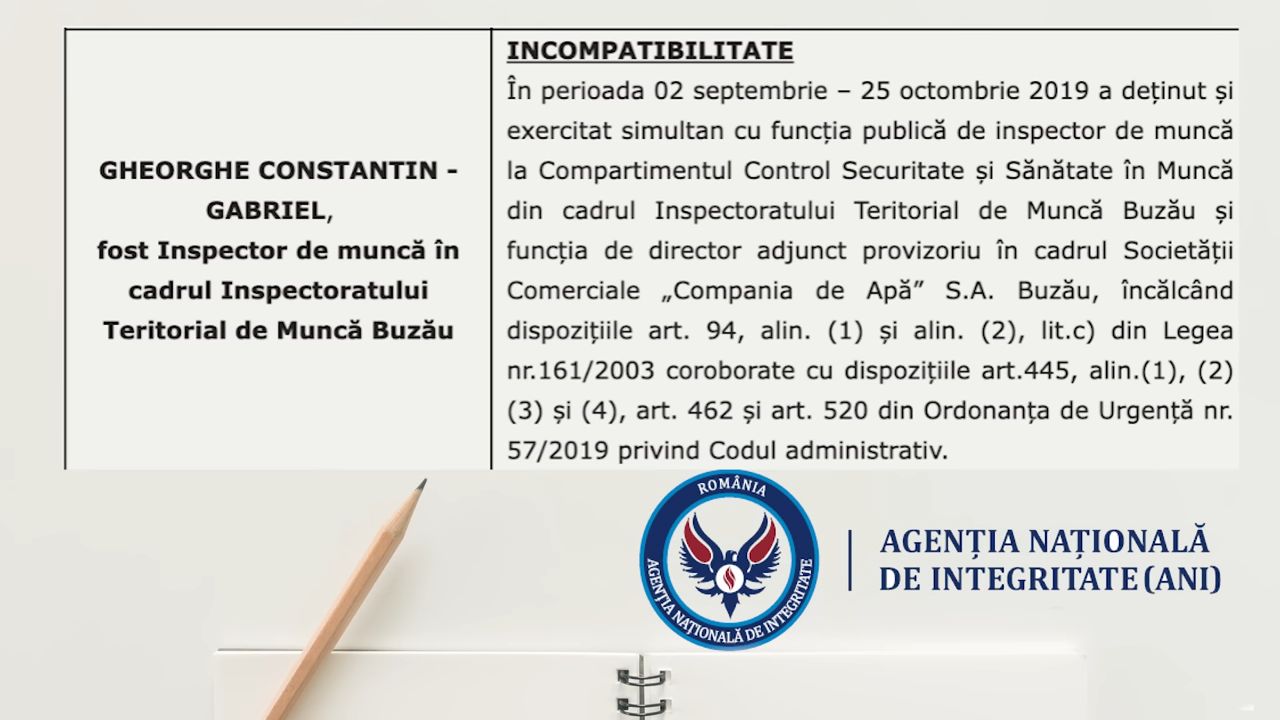 GHEORGHE CONSTANTIN -
GABRIEL,
fost Inspector de muncă în
cadrul Inspectoratului
Teritorial de Muncă Buzău
INCOMPATIBILITATE
În perioada 02 septembrie – 25 octombrie 2019 a deținut și
exercitat simultan cu funcția publică de inspector de muncă
la Compartimentul Control Securitate și Sănătate în Muncă
din cadrul Inspectoratului Teritorial de Muncă Buzău și
funcția de director adjunct provizoriu în cadrul Societății
Comerciale „Compania de Apă” S.A. Buzău, încălcând
dispozițiile art. 94, alin. (1) și alin. (2), lit.c) din Legea
nr.161/2003 coroborate cu dispozițiile art.445, alin.(1), (2)
(3) și (4), art. 462 și art. 520 din Ordonanța de Urgență nr.
57/2019 privind Codul administrativ.
ROMÂNIA
AGENȚIA NAȚIONALĂ DE INTEGRITATE
AGENȚIA NAȚIONALĂ
DE INTEGRITATE (ANI)